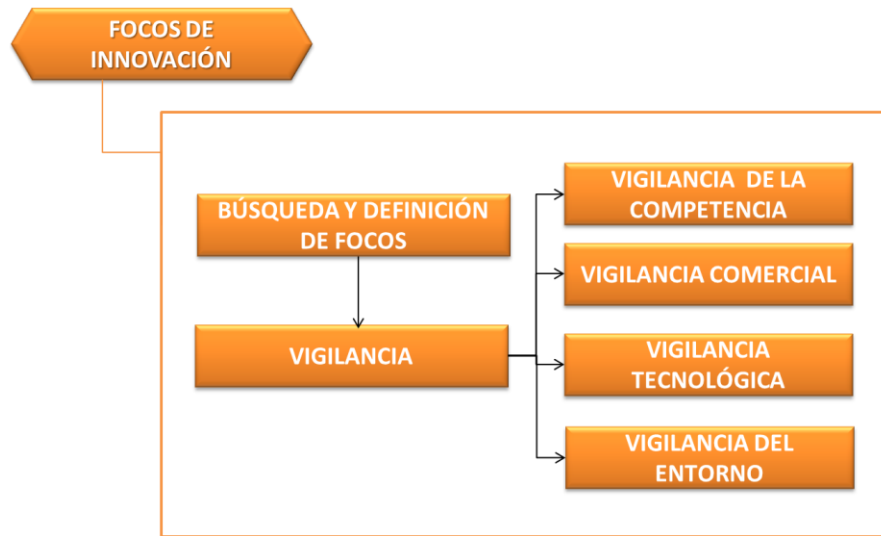 FOCOS DE
INNOVACIÓN
BÚSQUEDA Y DEFINICIÓN
DE FOCOS
VIGILANCIA
VIGILANCIA DE LA
COMPETENCIA
VIGILANCIA COMERCIAL
VIGILANCIA
TECNOLÓGICA
VIGILANCIA DEL
ENTORNO